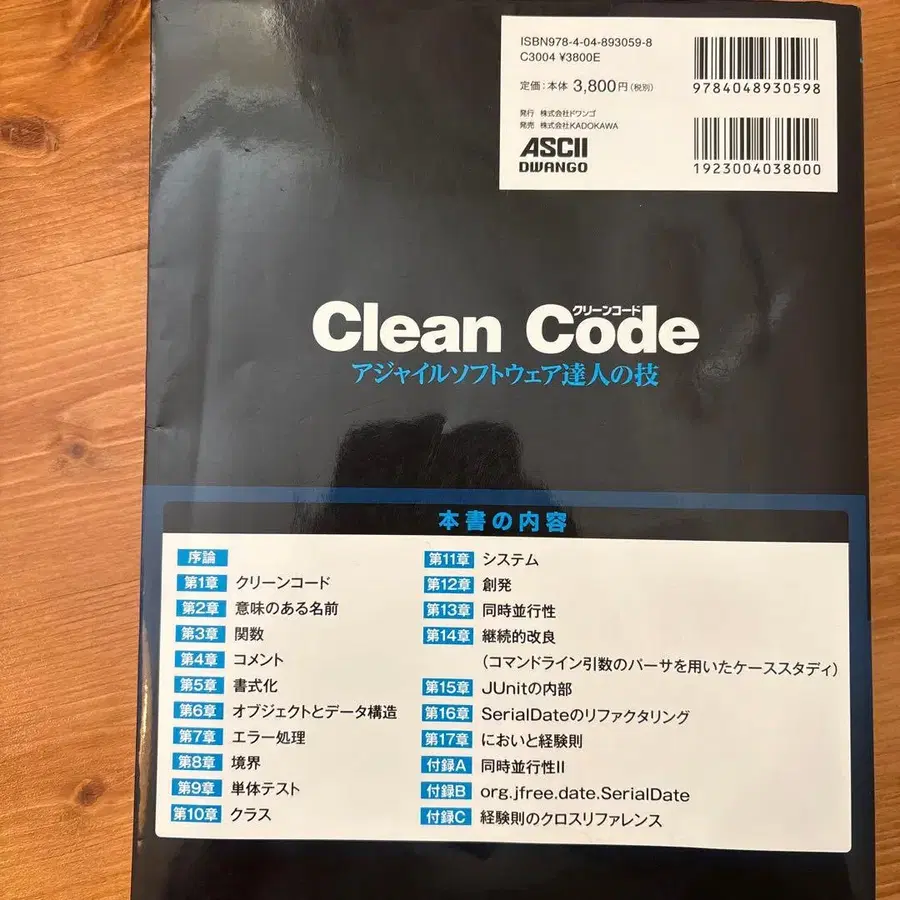 ISBN978-4-04-893059-8
C3004 ¥3800E
定価：本体 3,800円（税別）
発行 株式会社ドワンゴ
発売 株式会社KADOKAWA
ASCII
DWANGO
9784048930598
1923004038000
クリーンコード
Clean Code
アジャイルソフトウェア達人の技
本書の内容
序論
第1章 クリーンコード
第2章 意味のある名前
第3章 関数
第4章 コメント
第5章 書式化
第6章 オブジェクトとデータ構造
第7章 エラー処理
第8章 境界
第9章 単体テスト
第10章 クラス
第11章 システム
第12章 創発
第13章 同時並行性
第14章 継続的改良
（コマンドライン引数のパーサを用いたケーススタディ）
第15章 JUnitの内部
第16章 SerialDateのリファクタリング
第17章 においと経験則
付録A 同時並行性II
付録B org.jfree.date.SerialDate
付録C 経験則のクロスリファレンス